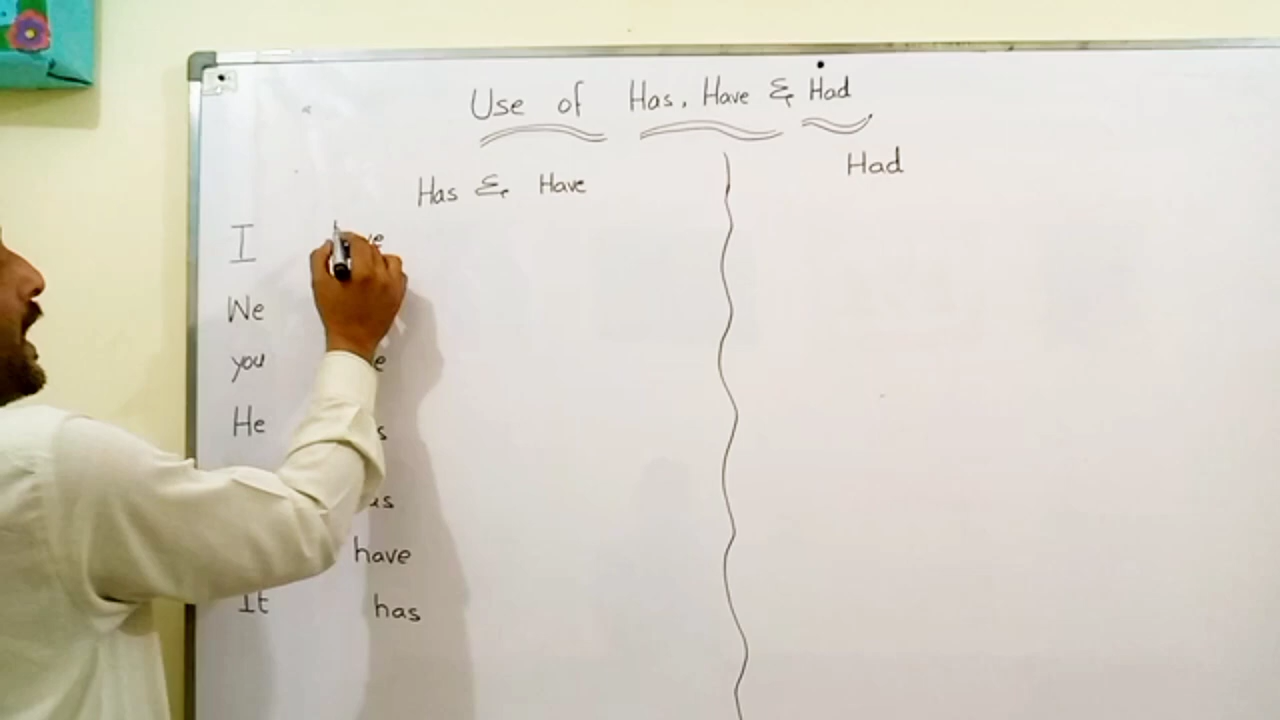 Use of Has, Have & Had
Has & Have
Had
I
We
you
He
have
It has